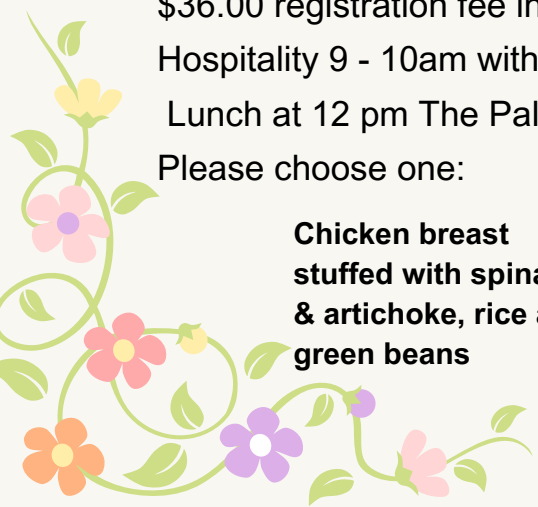 $36.00 registration fee in
Hospitality 9 - 10am with
Lunch at 12 pm The Pal
Please choose one:
Chicken breast
stuffed with spina
& artichoke, rice a
green beans